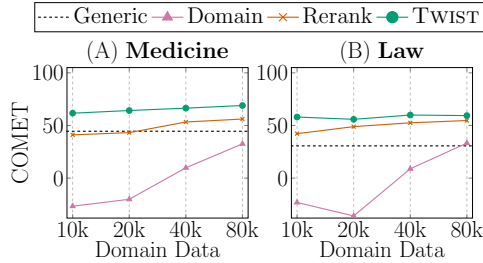 Generic Domain Rerank TWIST
(A) Medicine (B) Law
COMET
100
50
0
100
50
0
10k 20k 40k 80k 10k 20k 40k 80k
Domain Data Domain Data